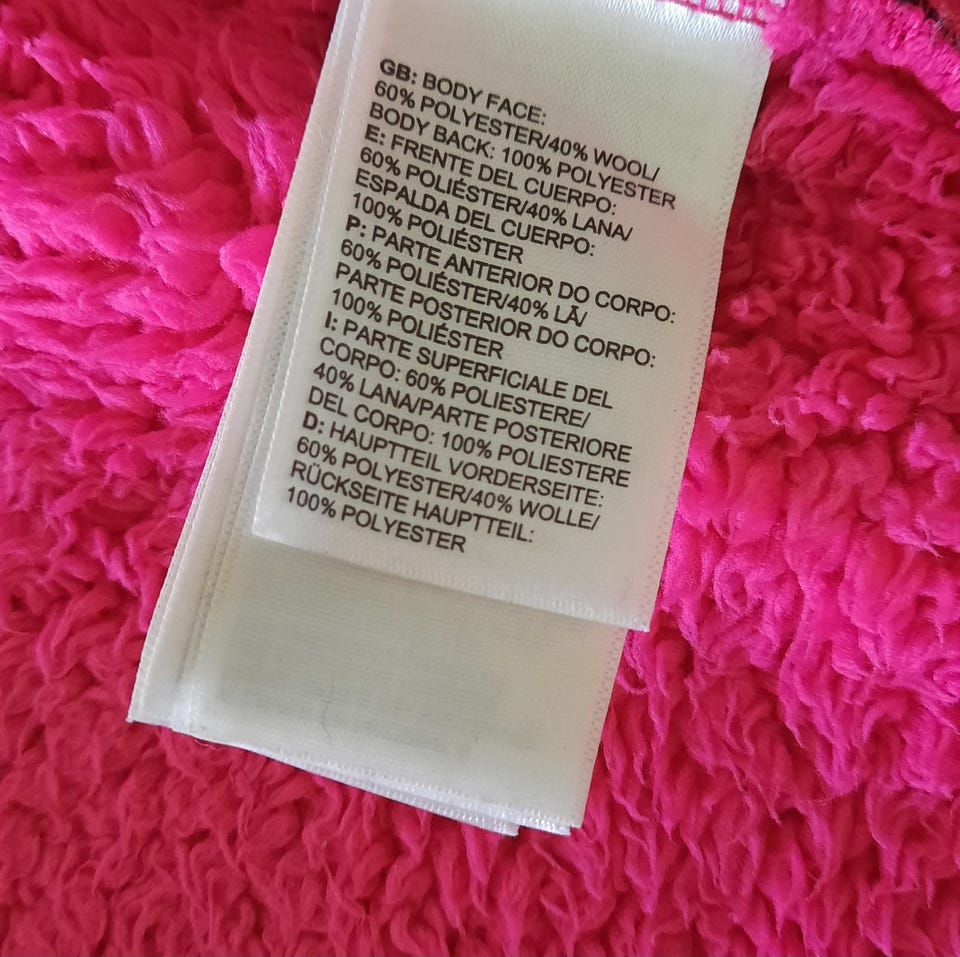 GB: BODY FACE:
60% POLYESTER/40% WOOL/
BODY BACK: 100% POLYESTER
E: FRENTE DEL CUERPO:
60% POLIÉSTER/40% LANA/
ESPALDA DEL CUERPO:
100% POLIÉSTER
P: PARTE ANTERIOR DO CORPO:
60% POLIÉSTER/40% LÃ/
PARTE POSTERIOR DO CORPO:
100% POLIÉSTER
I: PARTE SUPERFICIALE DEL
CORPO: 60% POLIESTERE/
40% LANA/PARTE POSTERIORE
DEL CORPO: 100% POLIESTERE
D: HAUPTTEIL VORDERSEITE:
60% POLYESTER/40% WOLLE/
RÜCKSEITE HAUPTTEIL:
100% POLYESTER